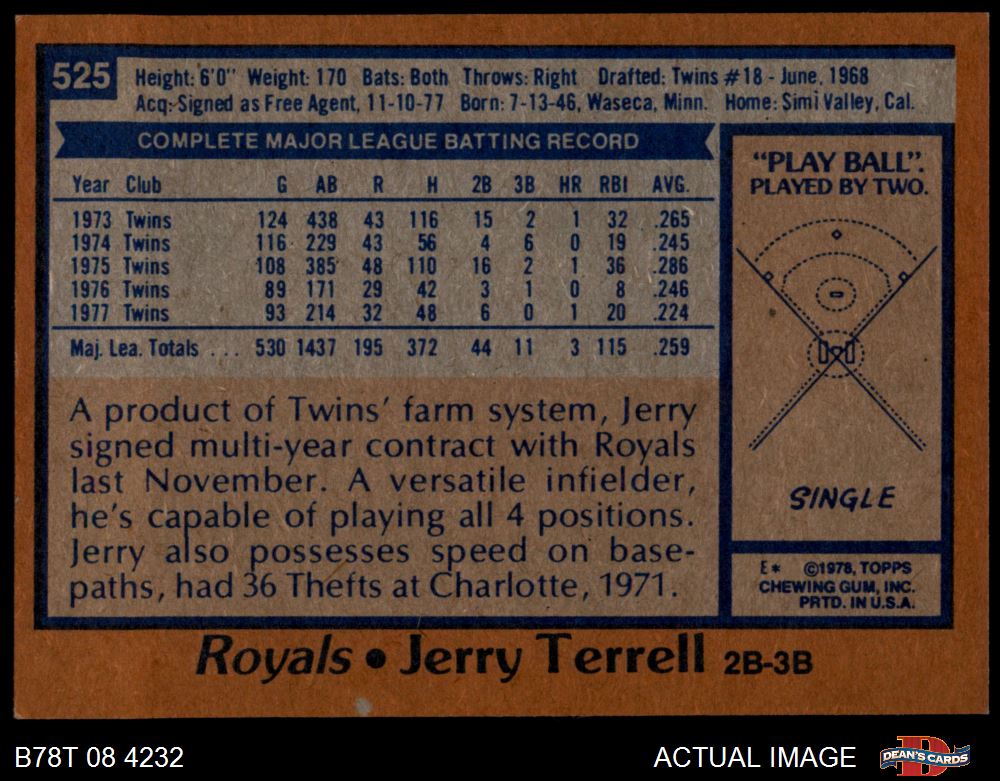 525
Height: 6'0" Weight: 170 Bats: Both Throws: Right Drafted: Twins #18 - June, 1968
Acq: Signed as Free Agent, 11-10-77 Born: 7-13-46, Waseca, Minn. Home: Simi Valley, Cal.
COMPLETE MAJOR LEAGUE BATTING RECORD
Year Club G AB R H 2B 3B HR RBI AVG.
1973 Twins 124 438 43 116 15 2 1 32 .265
1974 Twins 116 229 43 56 4 6 0 19 .245
1975 Twins 108 385 48 110 16 2 1 36 .286
1976 Twins 89 171 29 42 3 1 0 8 .246
1977 Twins 93 214 32 48 6 0 1 20 .224
Maj. Lea. Totals ... 530 1437 195 372 44 11 3 115 .259
A product of Twins' farm system, Jerry
signed multi-year contract with Royals
last November. A versatile infielder,
he's capable of playing all 4 positions.
Jerry also possesses speed on base-
paths, had 36 Thefts at Charlotte, 1971.
"PLAY BALL".
PLAYED BY TWO.
SINGLE
E* ©1978, TOPPS
CHEWING GUM, INC.
PRTD. IN U.S.A.
Royals • Jerry Terrell 2B-3B
B78T 08 4232
ACTUAL IMAGE
DEAN'S CARDS